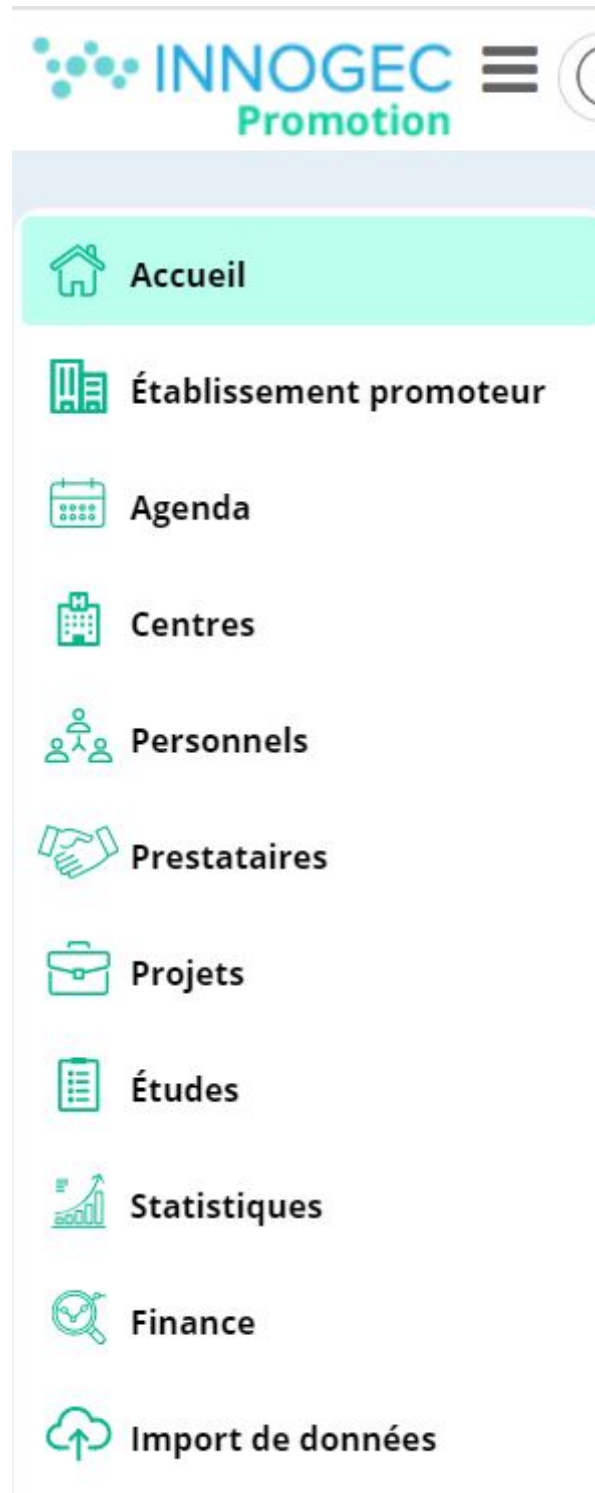 INNOGEC
Promotion
Accueil
Établissement promoteur
Agenda
Centres
Personnels
Prestataires
Projets
Études
Statistiques
Finance
Import de données